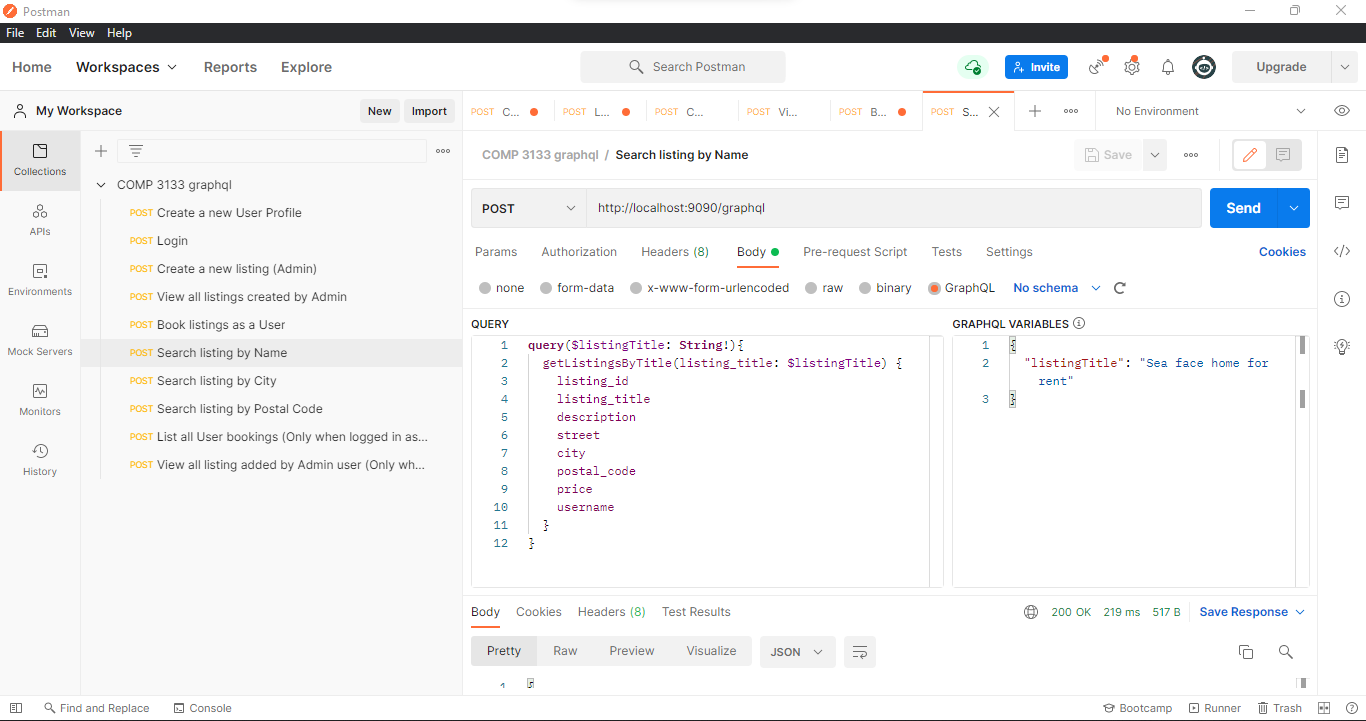 Postman
File Edit View Help
Home Workspaces Reports Explore
Search Postman
Invite
Upgrade
My Workspace
New Import
POST C...
POST L...
POST C...
POST Vi...
POST B...
POST S...
No Environment
Collections
APIs
Environments
Mock Servers
Monitors
History
COMP 3133 graphql
POST Create a new User Profile
POST Login
POST Create a new listing (Admin)
POST View all listings created by Admin
POST Book listings as a User
POST Search listing by Name
POST Search listing by City
POST Search listing by Postal Code
POST List all User bookings (Only when logged in as...
POST View all listing added by Admin user (Only wh...
COMP 3133 graphql / Search listing by Name
Save
POST http://localhost:9090/graphql
Send
Params Authorization Headers (8) Body Pre-request Script Tests Settings
Cookies
none form-data x-www-form-urlencoded raw binary GraphQL No schema
QUERY
1 query($listingTitle: String!){
2 getListingsByTitle(listing_title: $listingTitle) {
3 listing_id
4 listing_title
5 description
6 street
7 city
8 postal_code
9 price
10 username
11 }
12 }
GRAPHQL VARIABLES
1 {
2 "listingTitle": "Sea face home for
rent"
3 }
Body Cookies Headers (8) Test Results
200 OK 219 ms 517 B Save Response
Pretty Raw Preview Visualize JSON
1 {
Find and Replace Console
Bootcamp Runner Trash